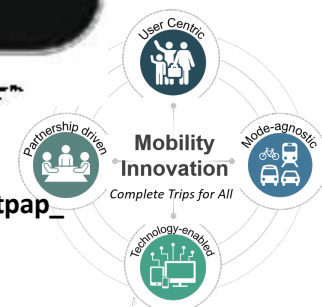 User Centric
Partnership driven
Mode-agnostic
Mobility
Innovation
Complete Trips for All
tpap_
Technology-enabled